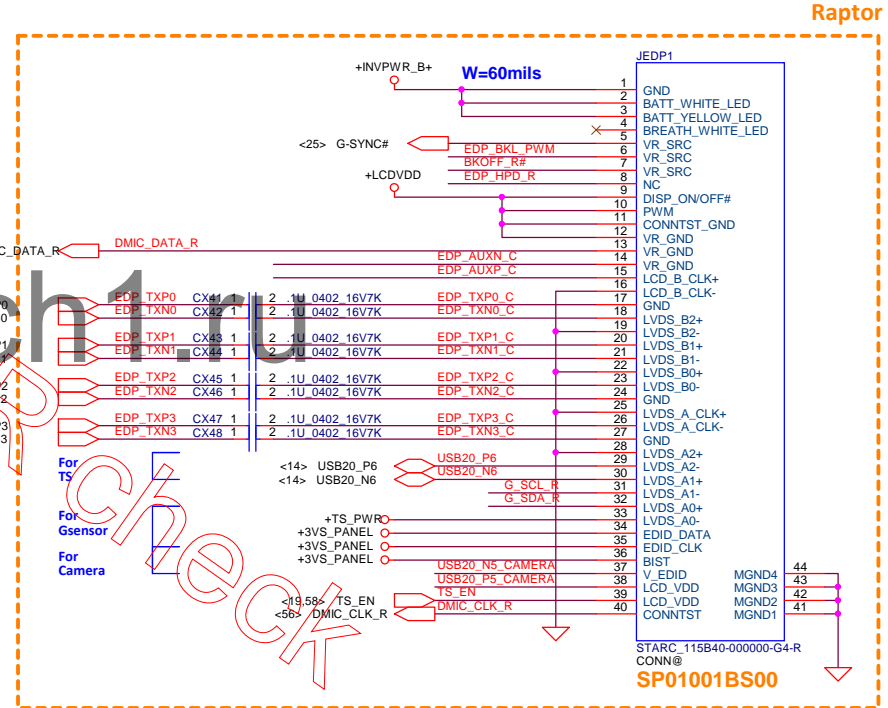 Raptor
JEDP1
+INVPWR_B+
W=60mils
1 GND
2 BATT_WHITE_LED
3 BATT_YELLOW_LED
4 BREATH_WHITE_LED
<25> G-SYNC# 5 VR_SRC
EDP_BKL_PWM 6 VR_SRC
BKOFF_R# 7 VR_SRC
+LCDVDD EDP_HPD_R 8 NC
9 DISP_ON/OFF#
10 PWM
11 CONNTST_GND
12 VR_GND
C_DATA_R DMIC_DATA_R 13 VR_GND
EDP_AUXN_C 14 VR_GND
EDP_AUXP_C 15 LCD_B_CLK+
16 LCD_B_CLK-
EDP_TXP0 CX41 1 2 .1U_0402_16V7K EDP_TXP0_C 17 GND
EDP_TXN0 CX42 1 2 .1U_0402_16V7K EDP_TXN0_C 18 LVDS_B2+
19 LVDS_B2-
EDP_TXP1 CX43 1 2 .1U_0402_16V7K EDP_TXP1_C 20 LVDS_B1+
EDP_TXN1 CX44 1 2 .1U_0402_16V7K EDP_TXN1_C 21 LVDS_B1-
22 LVDS_B0+
EDP_TXP2 CX45 1 2 .1U_0402_16V7K EDP_TXP2_C 23 LVDS_B0-
EDP_TXN2 CX46 1 2 .1U_0402_16V7K EDP_TXN2_C 24 GND
25 LVDS_A_CLK+
EDP_TXP3 CX47 1 2 .1U_0402_16V7K EDP_TXP3_C 26 LVDS_A_CLK-
EDP_TXN3 CX48 1 2 .1U_0402_16V7K EDP_TXN3_C 27 GND
28 LVDS_A2+
<14> USB20_P6 USB20_P6 29 LVDS_A2-
<14> USB20_N6 USB20_N6 30 LVDS_A1+
G_SCL_R 31 LVDS_A1-
G_SDA_R 32 LVDS_A0+
+TS_PWR 33 LVDS_A0-
+3VS_PANEL 34 EDID_DATA
+3VS_PANEL 35 EDID_CLK
+3VS_PANEL 36 BIST
USB20_N5_CAMERA 37 V_EDID
USB20_P5_CAMERA 38 LCD_VDD
<19,58> TS_EN TS_EN 39 LCD_VDD
<56> DMIC_CLK_R DMIC_CLK_R 40 CONNTST
MGND4 44
MGND3 43
MGND2 42
MGND1 41
For
TS
For
Gsensor
For
Camera
STARC_115B40-000000-G4-R
CONN@
SP01001BS00
ch1.ru
R check